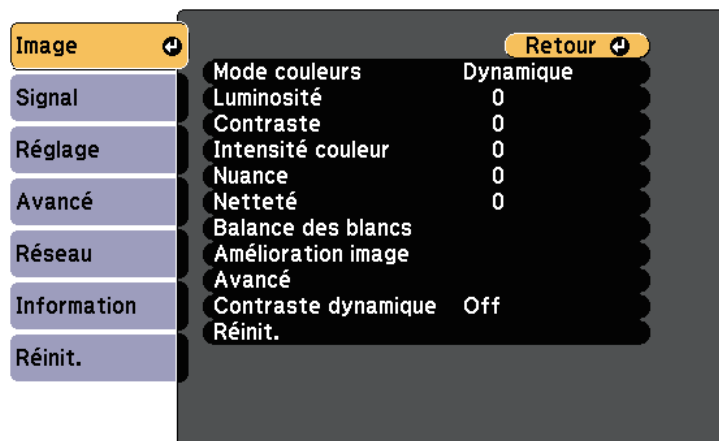 Image
Signal
Réglage
Avancé
Réseau
Information
Réinit.
Retour
Mode couleurs Dynamique
Luminosité 0
Contraste 0
Intensité couleur 0
Nuance 0
Netteté 0
Balance des blancs
Amélioration image
Avancé
Contraste dynamique Off
Réinit.